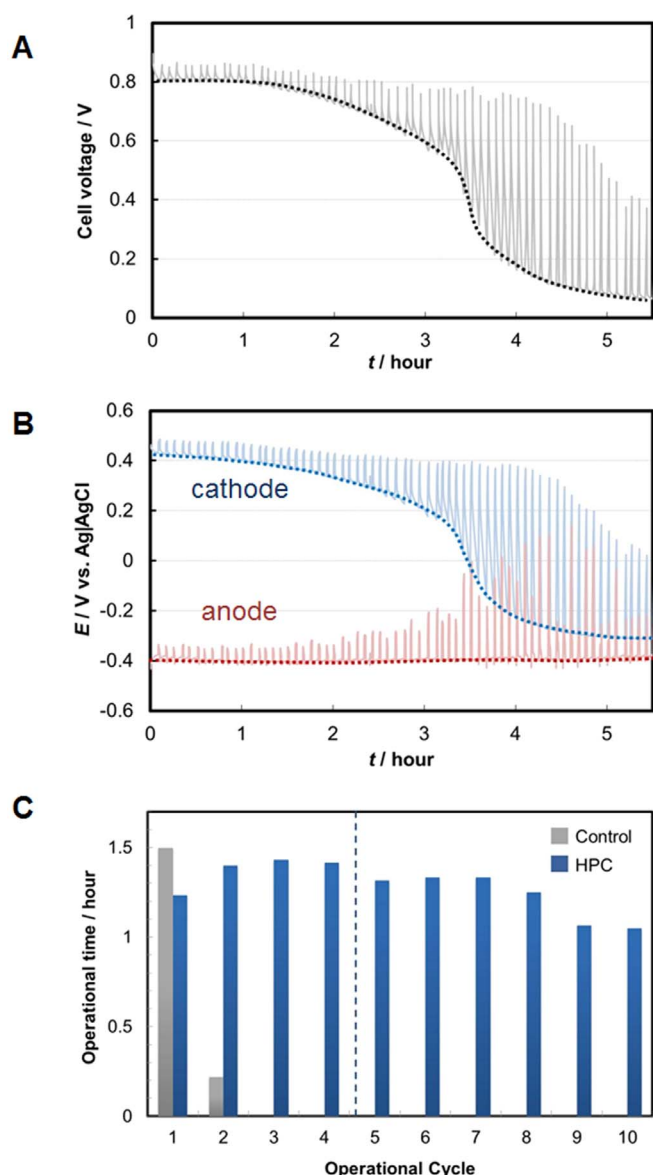 A
1
0.8
0.6
0.4
0.2
0
Cell voltage / V
0 1 2 3 4 5
t / hour
B
0.6
0.4
0.2
0
-0.2
-0.4
-0.6
E / V vs. Ag|AgCl
cathode
anode
0 1 2 3 4 5
t / hour
C
1.5
1
0.5
0
Operational time / hour
Control
HPC
1 2 3 4 5 6 7 8 9 10
Operational Cycle